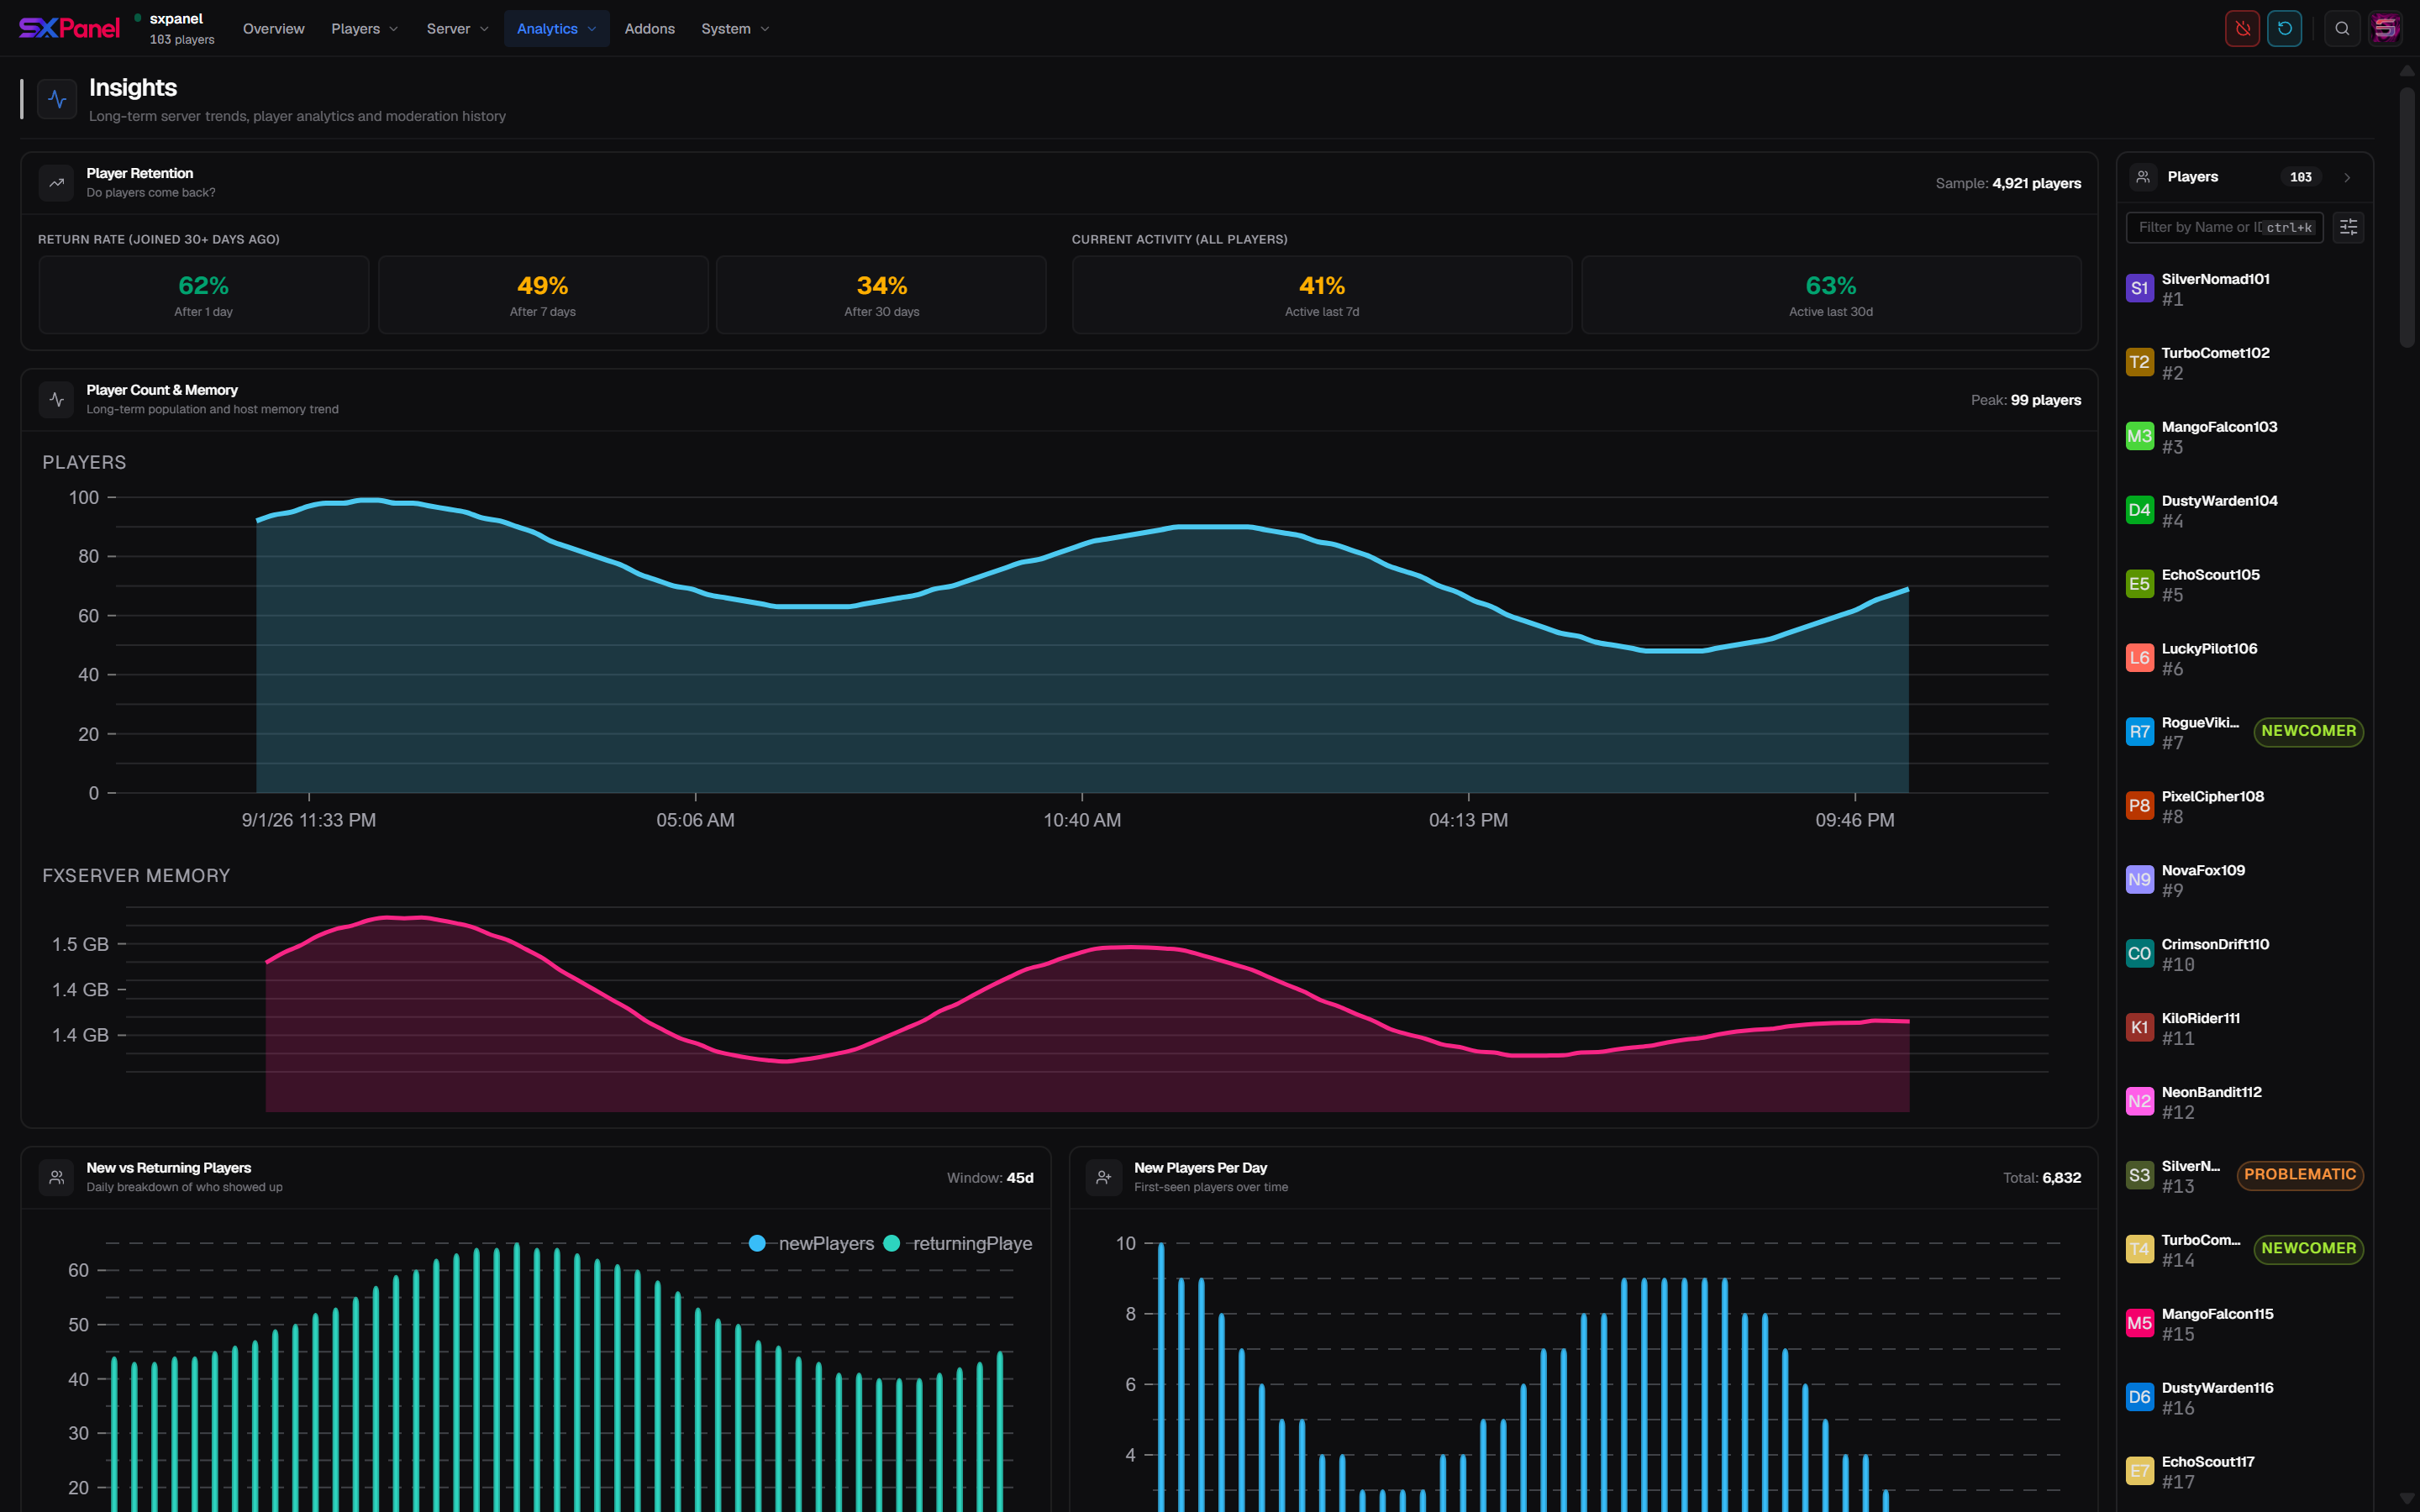 SXPanel
sxpanel
103 players
Overview
Players
Server
Analytics
Addons
System
Insights
Long-term server trends, player analytics and moderation history
Player Retention
Do players come back?
Sample: 4,921 players
RETURN RATE (JOINED 30+ DAYS AGO)
62%
After 1 day
49%
After 7 days
34%
After 30 days
CURRENT ACTIVITY (ALL PLAYERS)
41%
Active last 7d
63%
Active last 30d
Player Count & Memory
Long-term population and host memory trend
Peak: 99 players
PLAYERS
100
80
60
40
20
0
9/1/26 11:33 PM
05:06 AM
10:40 AM
04:13 PM
09:46 PM
FXSERVER MEMORY
1.5 GB
1.4 GB
1.4 GB
New vs Returning Players
Daily breakdown of who showed up
Window: 45d
newPlayers
returningPlaye
60
50
40
30
20
New Players Per Day
First-seen players over time
Total: 6,832
10
8
6
4
Players
103
Filter by Name or ID
ctrl+k
S1
SilverNomad101
#1
T2
TurboComet102
#2
M3
MangoFalcon103
#3
D4
DustyWarden104
#4
E5
EchoScout105
#5
L6
LuckyPilot106
#6
R7
RogueViki...
#7
NEWCOMER
P8
PixelCipher108
#8
N9
NovaFox109
#9
C0
CrimsonDrift110
#10
K1
KiloRider111
#11
N2
NeonBandit112
#12
S3
SilverN...
#13
PROBLEMATIC
T4
TurboCom...
#14
NEWCOMER
M5
MangoFalcon115
#15
D6
DustyWarden116
#16
E7
EchoScout117
#17